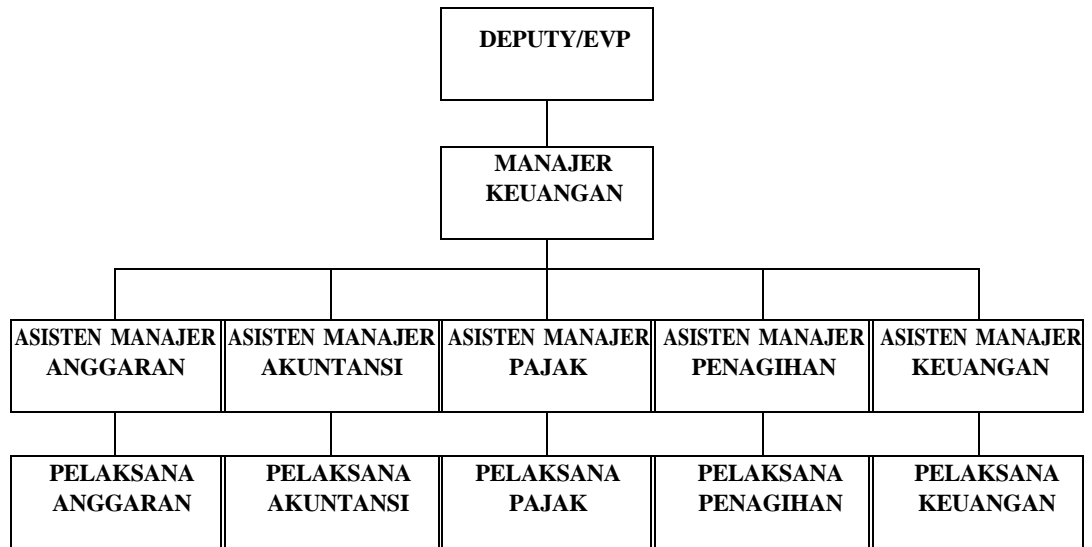 DEPUTY/EVP
MANAJER
KEUANGAN
ASISTEN MANAJER
ANGGARAN
ASISTEN MANAJER
AKUNTANSI
ASISTEN MANAJER
PAJAK
ASISTEN MANAJER
PENAGIHAN
ASISTEN MANAJER
KEUANGAN
PELAKSANA
ANGGARAN
PELAKSANA
AKUNTANSI
PELAKSANA
PAJAK
PELAKSANA
PENAGIHAN
PELAKSANA
KEUANGAN